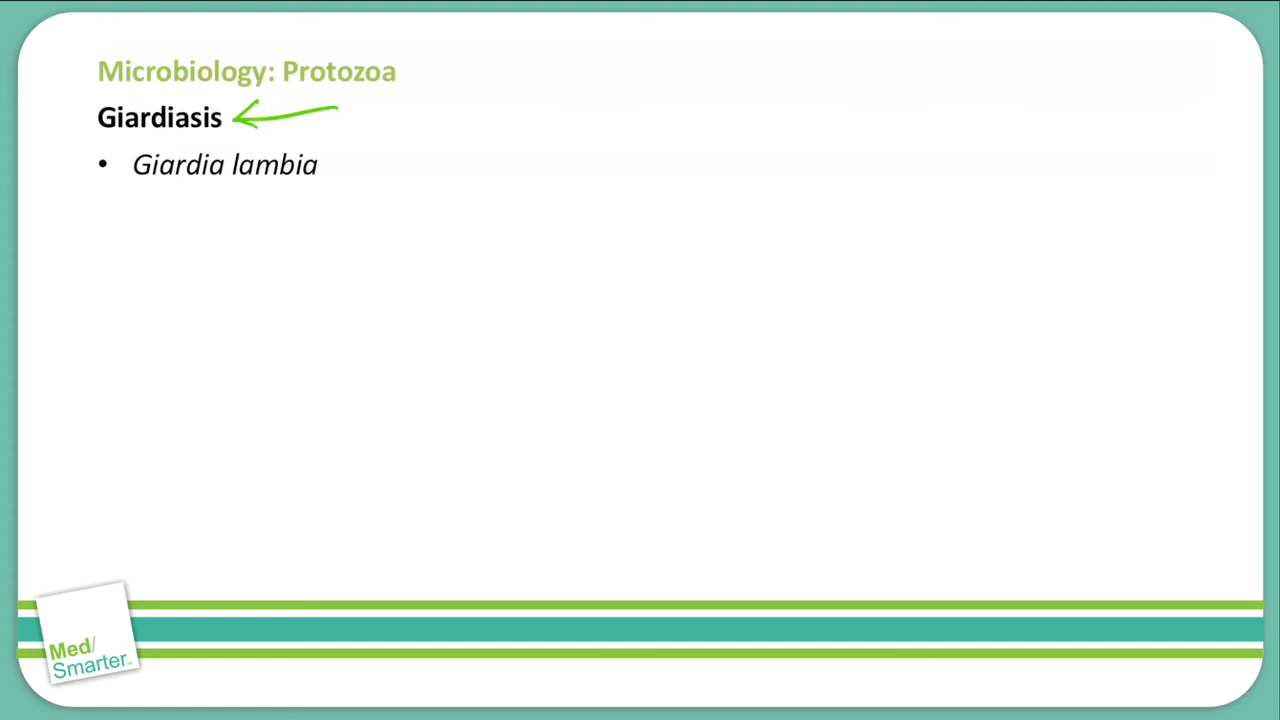 Microbiology: Protozoa
Giardiasis
• Giardia lambia
Med/
Smarter